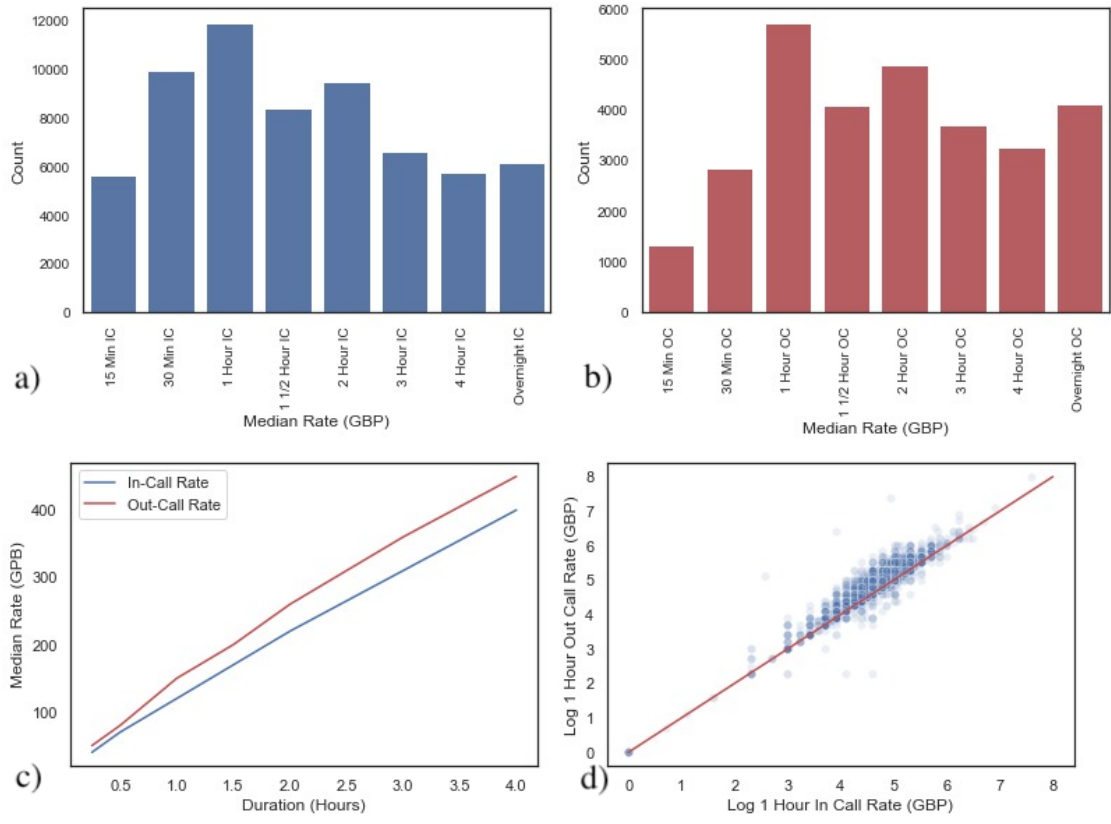 12000
10000
8000
6000
4000
2000
0
Count
15 Min IC
30 Min IC
1 Hour IC
1 1/2 Hour IC
2 Hour IC
3 Hour IC
4 Hour IC
Overnight IC
Median Rate (GBP)
a)
6000
5000
4000
3000
2000
1000
0
Count
15 Min OC
30 Min OC
1 Hour OC
1 1/2 Hour OC
2 Hour OC
3 Hour OC
4 Hour OC
Overnight OC
Median Rate (GBP)
b)
In-Call Rate
Out-Call Rate
400
300
200
100
Median Rate (GPB)
0.5 1.0 1.5 2.0 2.5 3.0 3.5 4.0
Duration (Hours)
c)
8
7
6
5
4
3
2
1
0
Log 1 Hour Out Call Rate (GBP)
0 1 2 3 4 5 6 7 8
Log 1 Hour In Call Rate (GBP)
d)